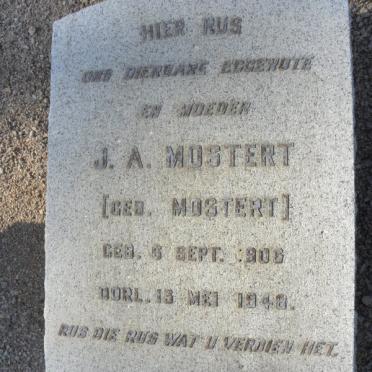 HIER RUS
ONS DIERBARE EGGENOTE
EN MOEDER
J. A. MOSTERT
[GEB. MOSTERT]
GEB. 6 SEPT. 1906
OORL. 13 MEI 1948.
RUS DIE RUS WAT U VERDIEN HET.